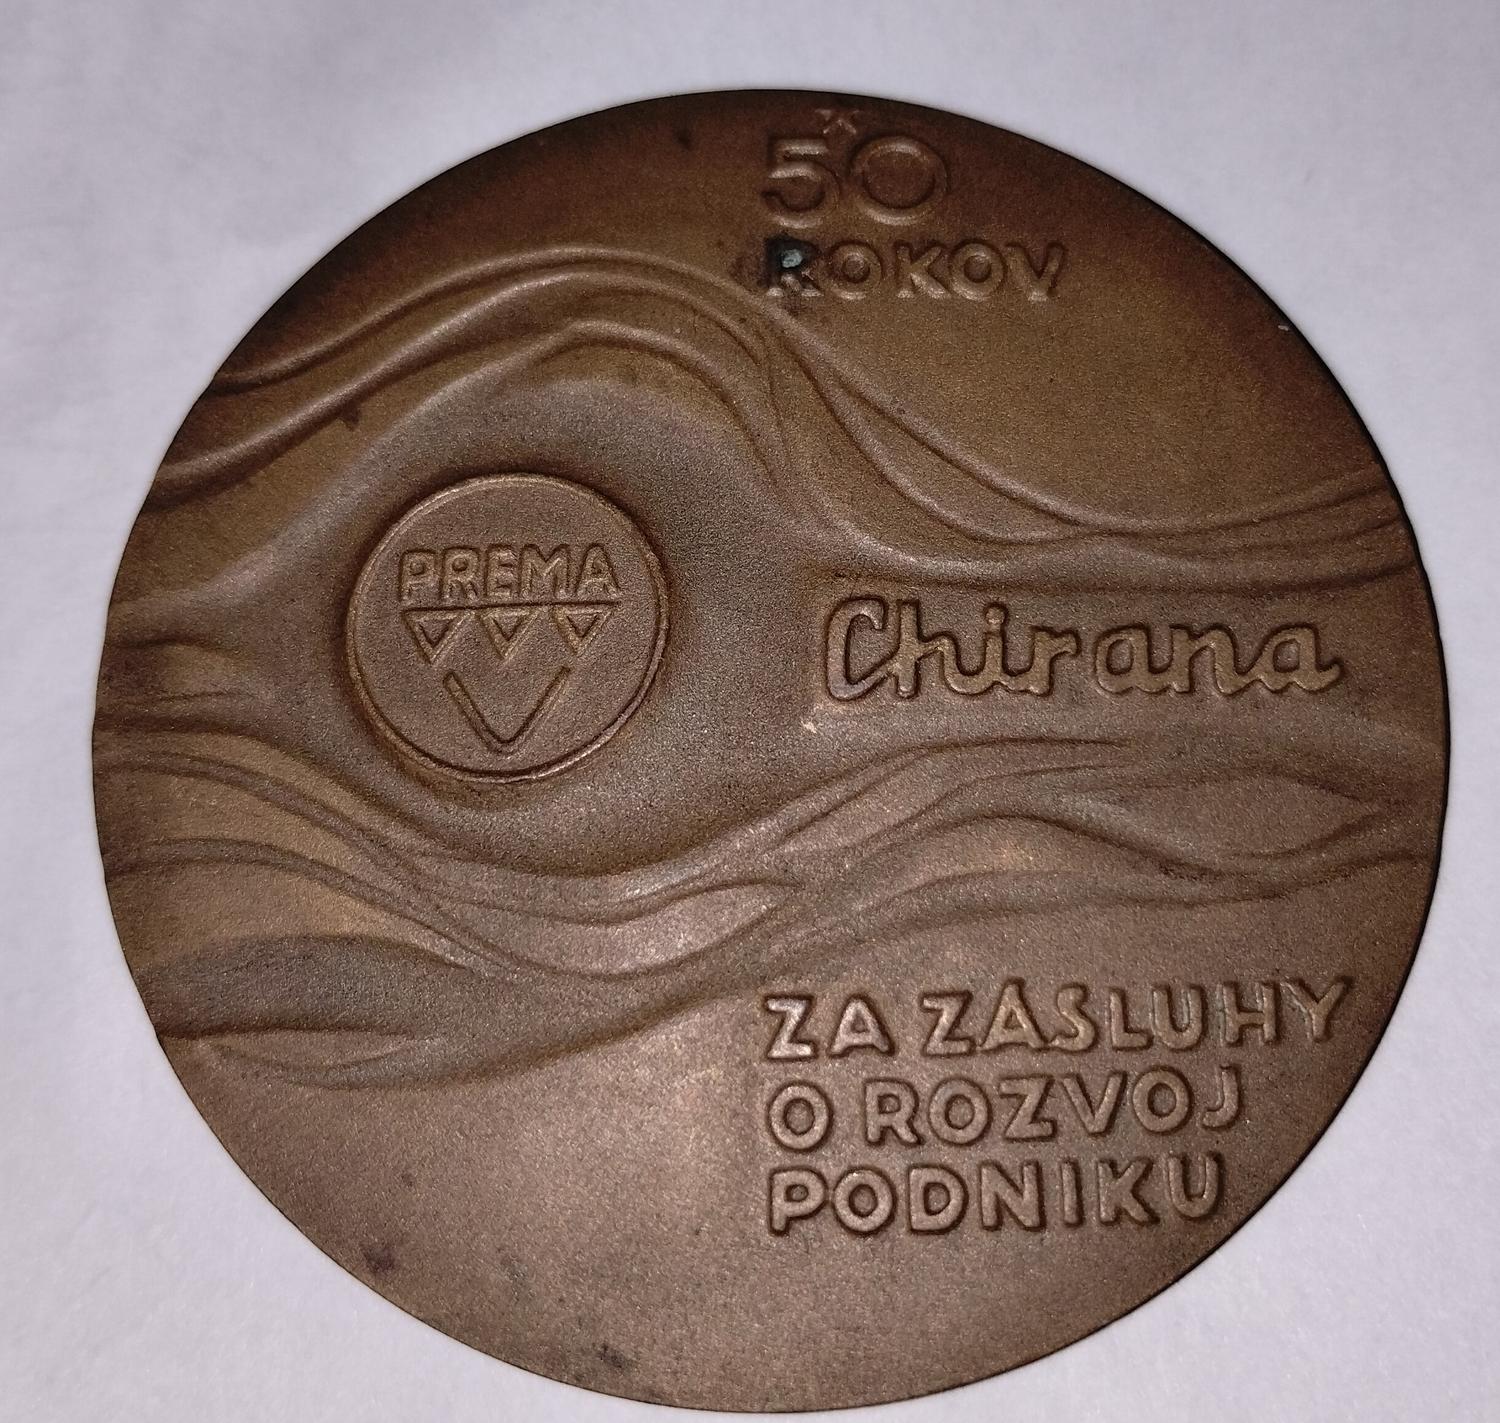 50
ROKOV
PREMA
Chirana
ZA ZÁSLUHY
O ROZVOJ
PODNIKU